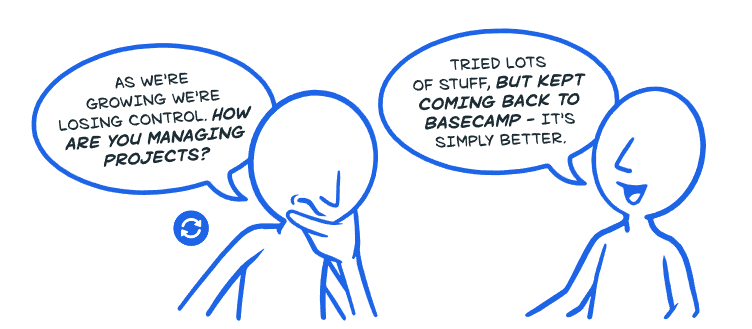 AS WE'RE
GROWING WE'RE
LOSING CONTROL. HOW
ARE YOU MANAGING
PROJECTS?
TRIED LOTS
OF STUFF, BUT KEPT
COMING BACK TO
BASECAMP – IT'S
SIMPLY BETTER.